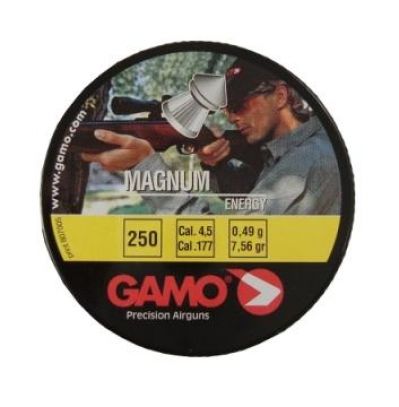 www.gamo.com
MAGNUM
ENERGY
250
Cal. 4,5
Cal .177
0,49 g
7,56 gr
GAMO
Precision Airguns